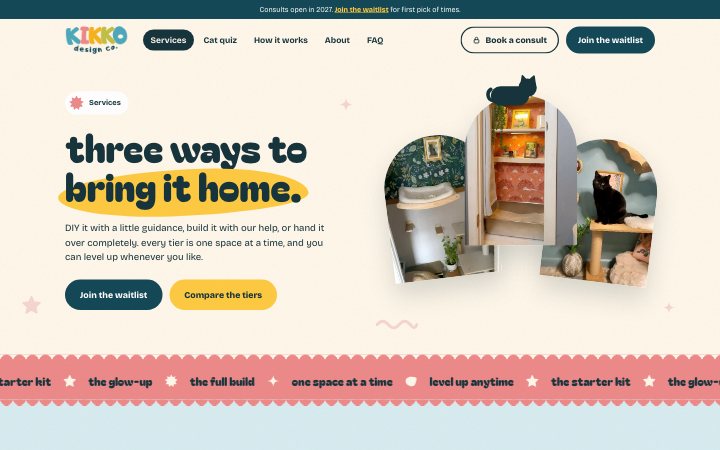 Consults open in 2027. Join the waitlist for first pick of times.
KIKKO
design co.
Services
Cat quiz
How it works
About
FAQ
Book a consult
Join the waitlist
Services
three ways to
bring it home.
DIY it with a little guidance, build it with our help, or hand it
over completely. every tier is one space at a time, and you
can level up whenever you like.
Join the waitlist
Compare the tiers
starter kit the glow-up the full build one space at a time level up anytime the starter kit the glow-